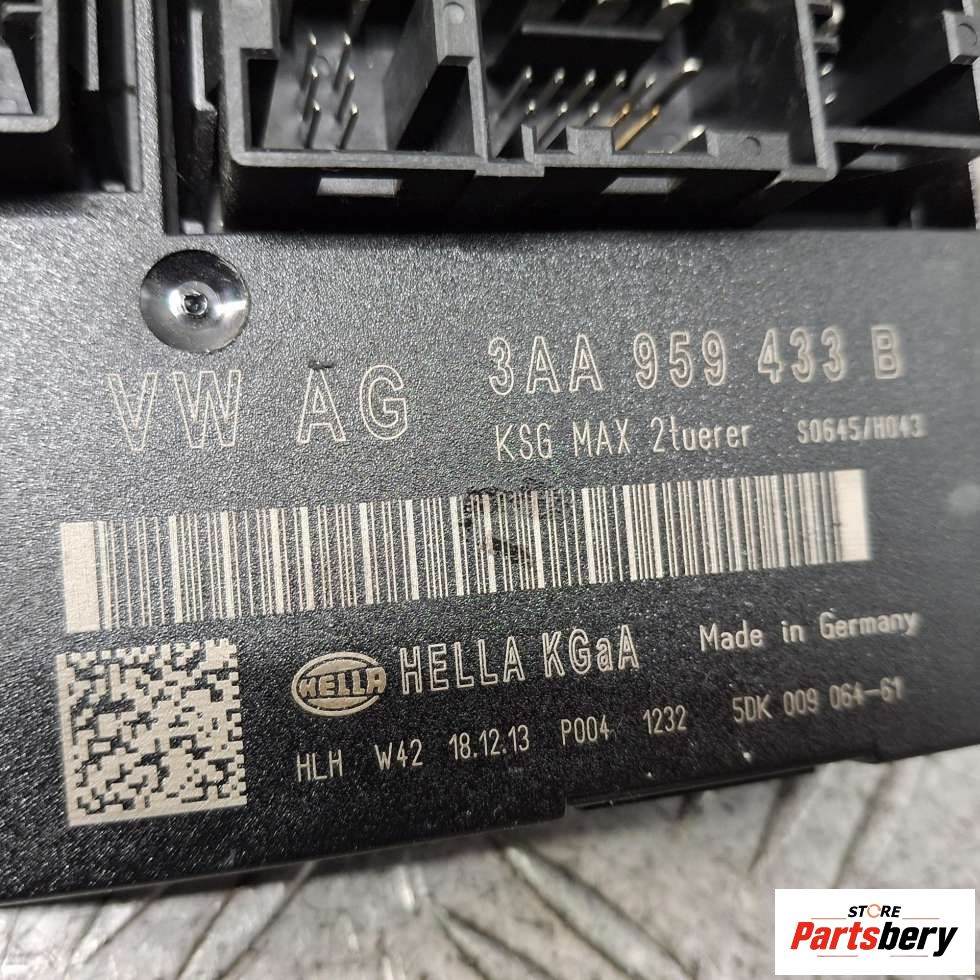 VW AG 3AA 959 433 B
KSG MAX 2tuerer S0645/H043
HELLA HELLA KGaA Made in Germany
HLH W42 18.12.13 P004 1232 5DK 009 064-61
STORE
Partsbery